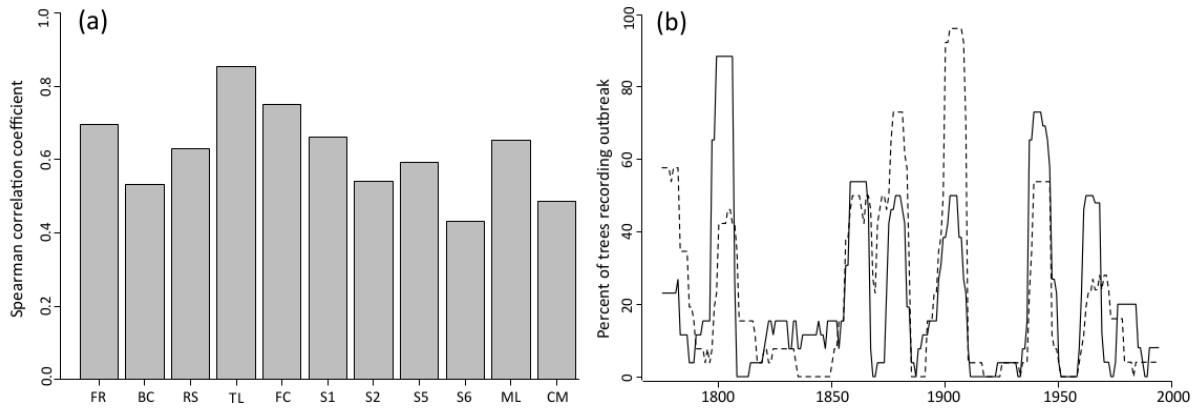 (a)
Spearman correlation coefficient
1.0
0.8
0.6
0.4
0.2
0.0
FR BC RS TL FC S1 S2 S5 S6 ML CM
(b)
Percent of trees recording outbreak
100
80
60
40
20
0
1800 1850 1900 1950 2000